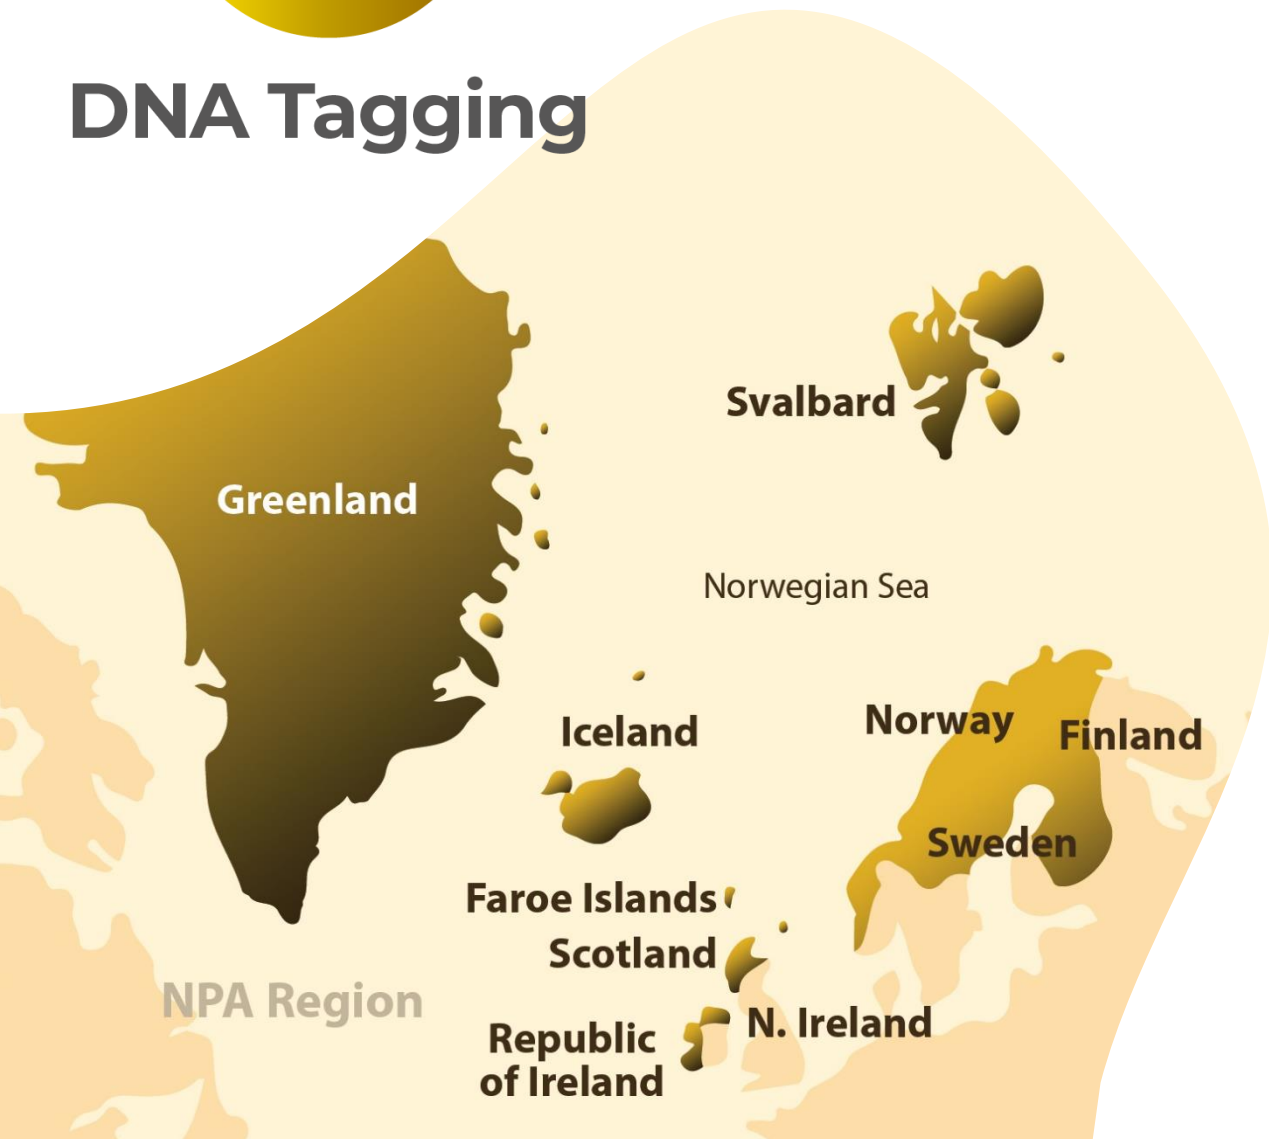 DNA Tagging
Svalbard
Greenland
Norwegian Sea
Norway
Finland
Iceland
Sweden
Faroe Islands
Scotland
NPA Region
N. Ireland
Republic
of Ireland